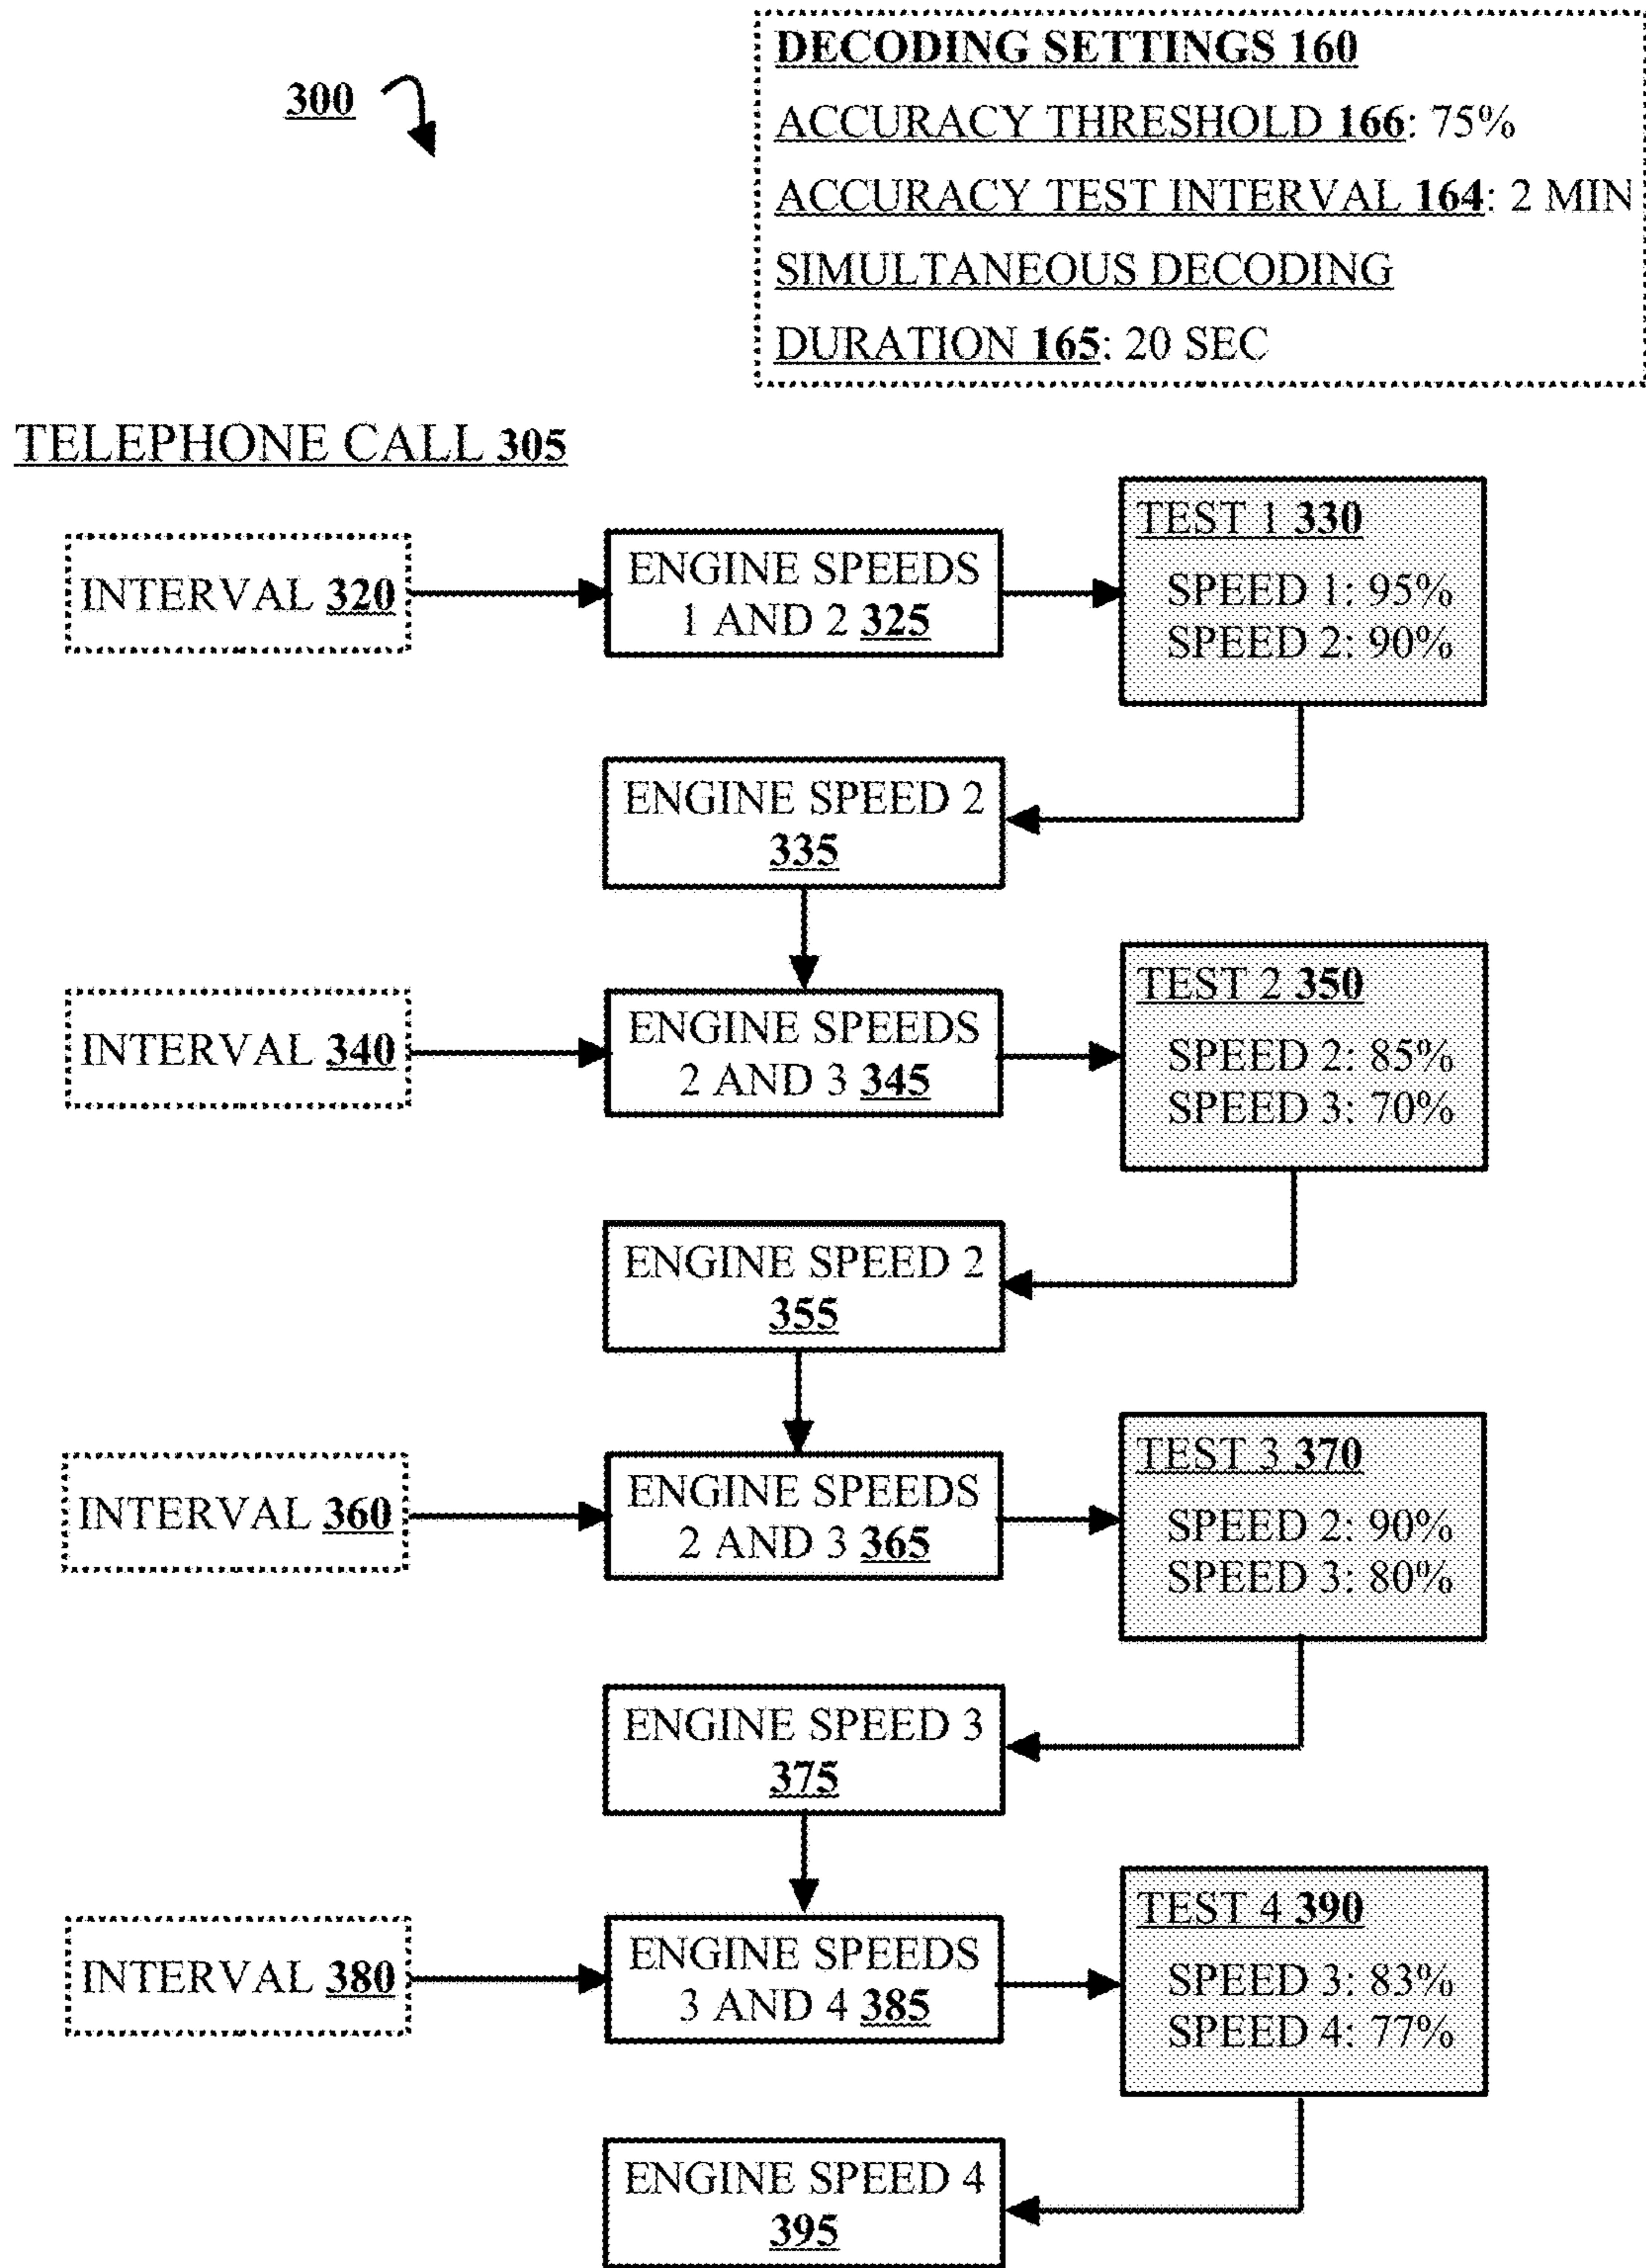 300
DECODING SETTINGS 160
ACCURACY THRESHOLD 166: 75%
ACCURACY TEST INTERVAL 164: 2 MIN
SIMULTANEOUS DECODING
DURATION 165: 20 SEC
TELEPHONE CALL 305
INTERVAL 320
ENGINE SPEEDS
1 AND 2 325
TEST 1 330
SPEED 1: 95%
SPEED 2: 90%
ENGINE SPEED 2
335
INTERVAL 340
ENGINE SPEEDS
2 AND 3 345
TEST 2 350
SPEED 2: 85%
SPEED 3: 70%
ENGINE SPEED 2
355
INTERVAL 360
ENGINE SPEEDS
2 AND 3 365
TEST 3 370
SPEED 2: 90%
SPEED 3: 80%
ENGINE SPEED 3
375
INTERVAL 380
ENGINE SPEEDS
3 AND 4 385
TEST 4 390
SPEED 3: 83%
SPEED 4: 77%
ENGINE SPEED 4
395